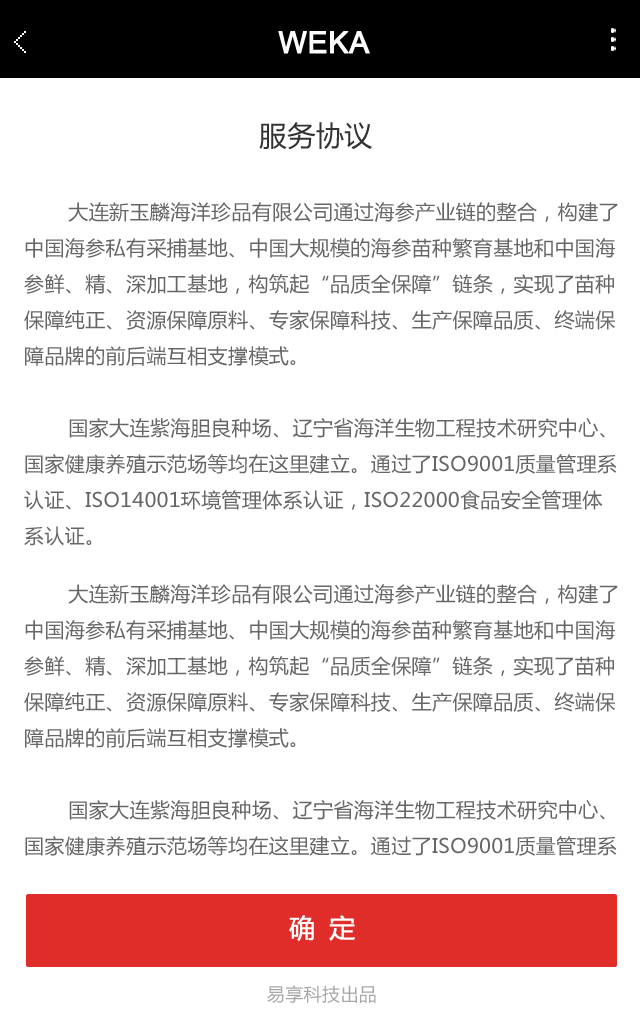 WEKA
服务协议
大连新玉麟海洋珍品有限公司通过海参产业链的整合，构建了
中国海参私有采捕基地、中国大规模的海参苗种繁育基地和中国海
参鲜、精、深加工基地，构筑起“品质全保障”链条，实现了苗种
保障纯正、资源保障原料、专家保障科技、生产保障品质、终端保
障品牌的前后端互相支撑模式。
国家大连紫海胆良种场、辽宁省海洋生物工程技术研究中心、
国家健康养殖示范场等均在这里建立。通过了ISO9001质量管理系
认证、ISO14001环境管理体系认证，ISO22000食品安全管理体
系认证。
大连新玉麟海洋珍品有限公司通过海参产业链的整合，构建了
中国海参私有采捕基地、中国大规模的海参苗种繁育基地和中国海
参鲜、精、深加工基地，构筑起“品质全保障”链条，实现了苗种
保障纯正、资源保障原料、专家保障科技、生产保障品质、终端保
障品牌的前后端互相支撑模式。
国家大连紫海胆良种场、辽宁省海洋生物工程技术研究中心、
国家健康养殖示范场等均在这里建立。通过了ISO9001质量管理系
确 定
易享科技出品